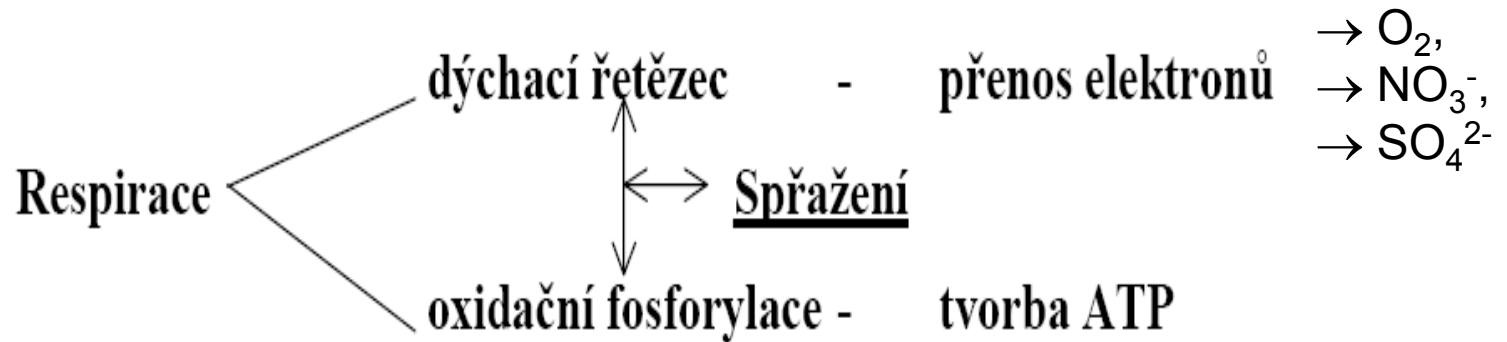 → O₂,
dýchací řetězec - přenos elektronů → NO₃⁻,
→ SO₄²⁻
Respirace Spřažení
oxidační fosforylace - tvorba ATP